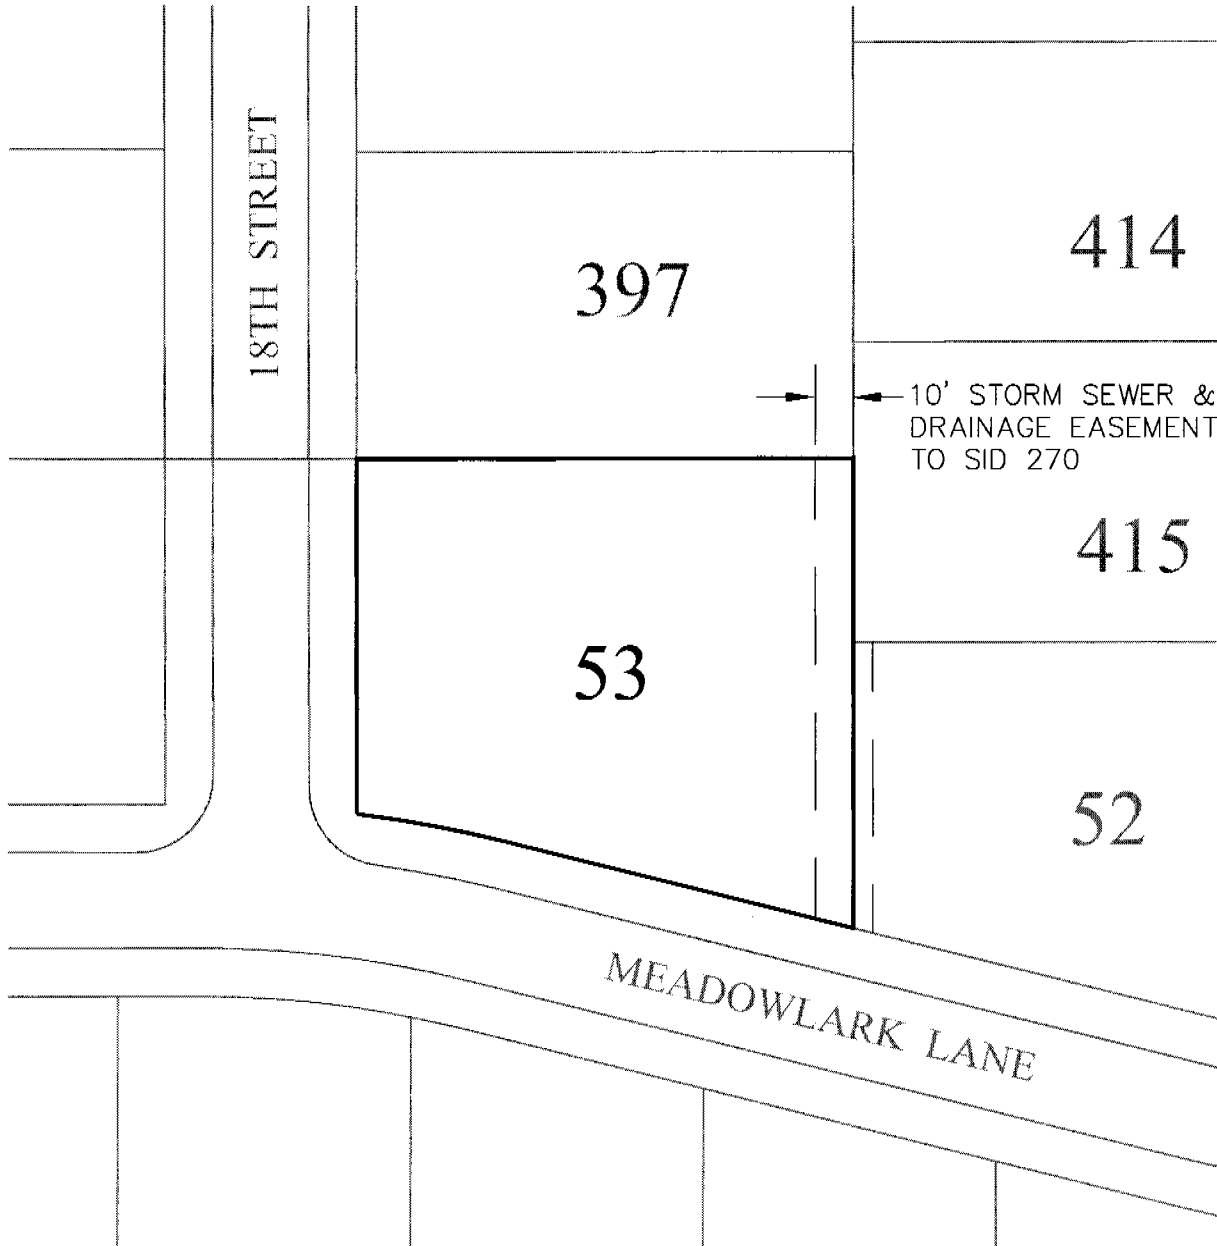 18TH STREET
414
397
10' STORM SEWER &
DRAINAGE EASEMENT
TO SID 270
415
53
52
MEADOWLARK LANE